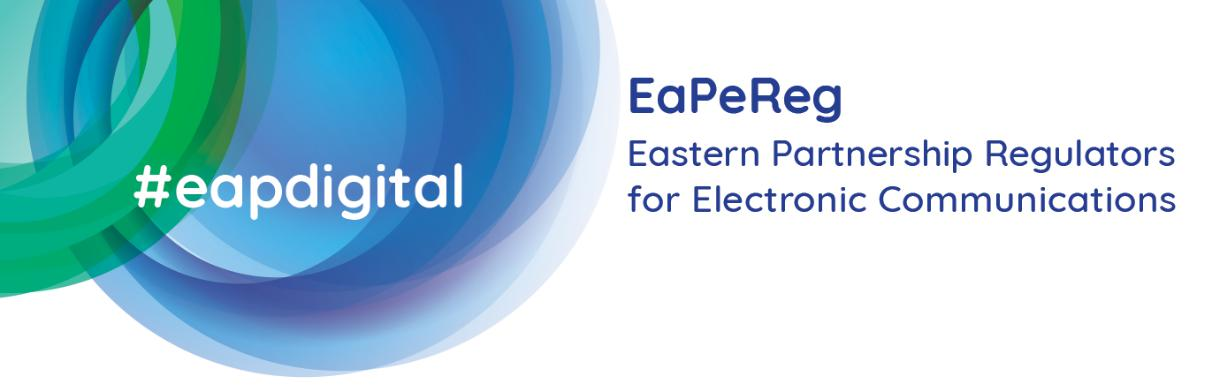 #eapdigital
EaPeReg
Eastern Partnership Regulators
for Electronic Communications